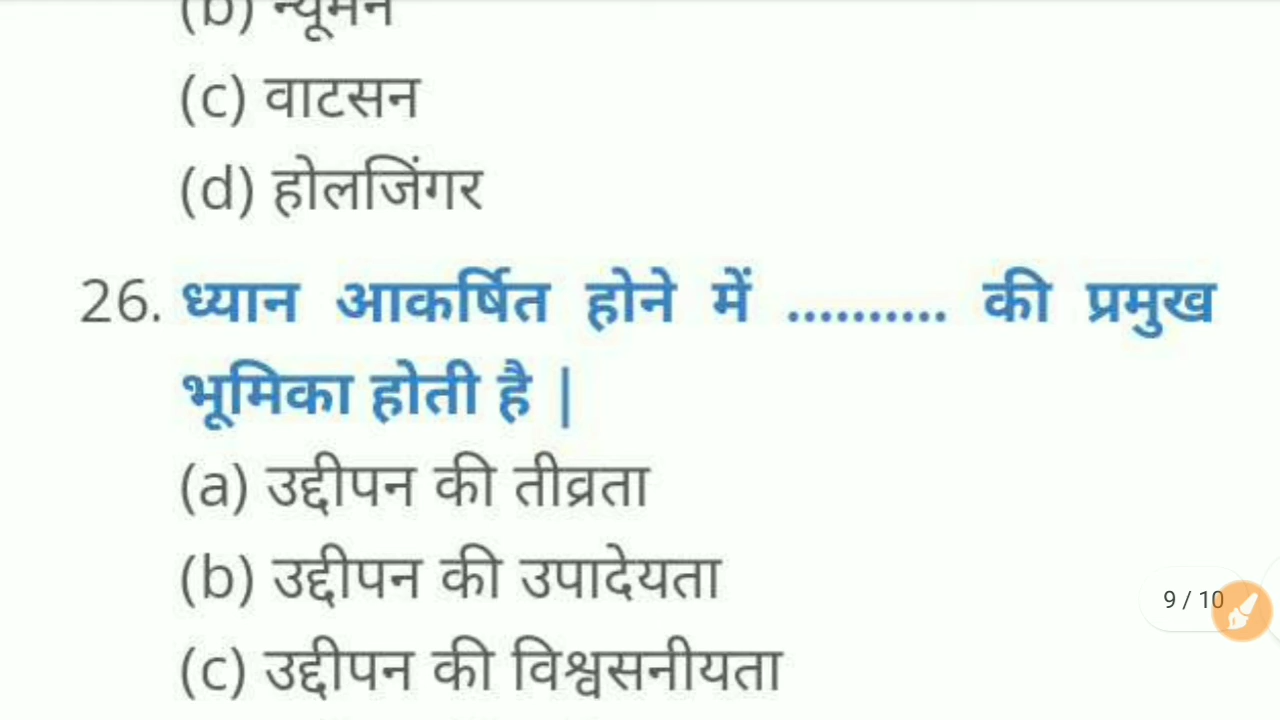 (b) न्यूमन
(c) वाटसन
(d) होलजिंगर
26. ध्यान आकर्षित होने में .......... की प्रमुख
भूमिका होती है |
(a) उद्दीपन की तीव्रता
(b) उद्दीपन की उपादेयता
9 / 10
(c) उद्दीपन की विश्वसनीयता